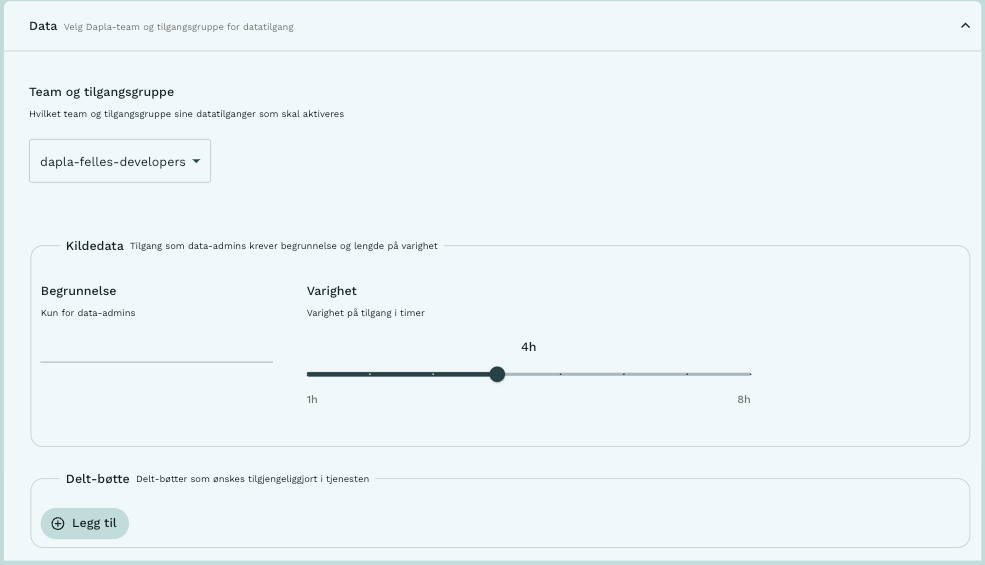 Data Velg Dapla-team og tilgangsgruppe for datatilgang
Team og tilgangsgruppe
Hvilket team og tilgangsgruppe sine datatilganger som skal aktiveres
dapla-felles-developers
Kildedata Tilgang som data-admins krever begrunnelse og lengde på varighet
Begrunnelse
Kun for data-admins
Varighet
Varighet på tilgang i timer
4h
1h
8h
Delt-bøtte Delt-bøtter som ønskes tilgjengeliggjort i tjenesten
Legg til